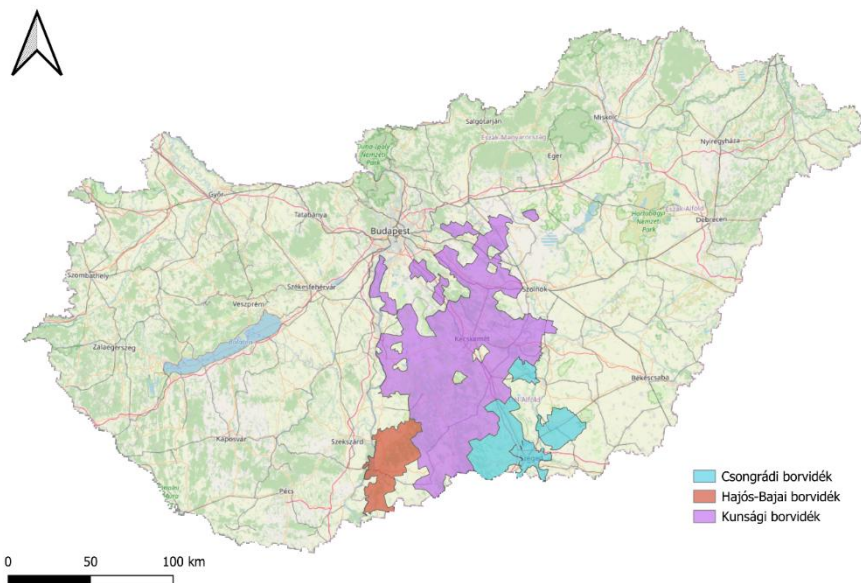 Salgótarján
Miskolc
Nyíregyháza
Eger
Győr
Tatabánya
Budapest
Debrecen
Szombathely
Székesfehérvár
Szolnok
Veszprém
Kecskemét
Zalaegerszeg
Békéscsaba
Kaposvár
Szekszárd
Szeged
Pécs
Csongrádi borvidék
Hajós-Bajai borvidék
Kunsági borvidék
0 50 100 km